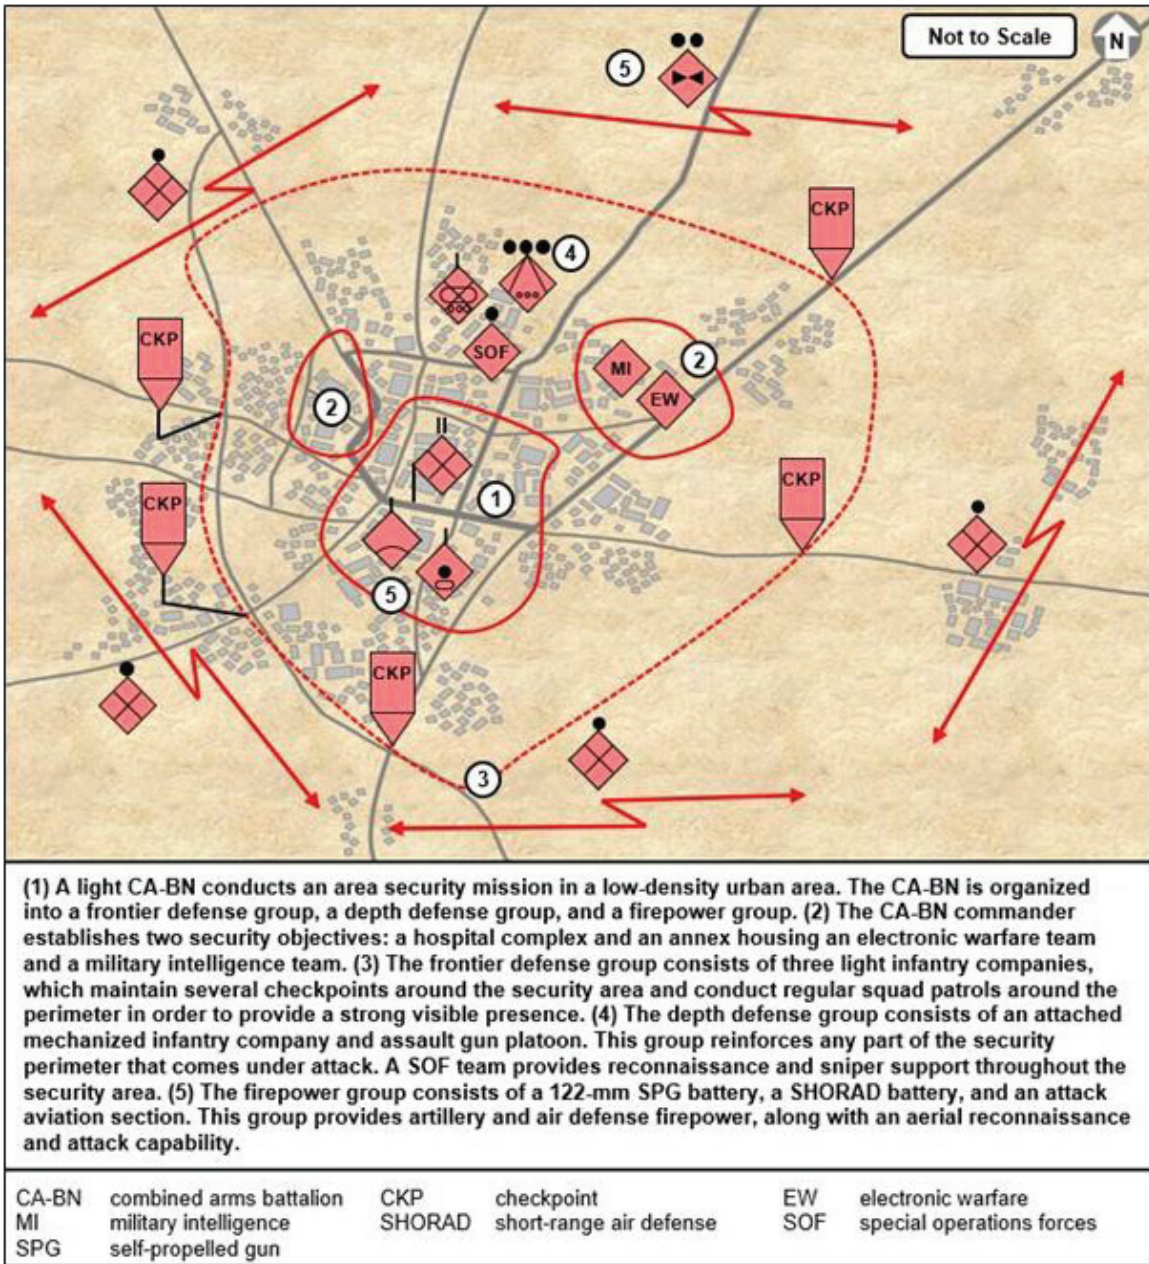 Not to Scale
N
5
CKP
4
CKP
SOF
MI
2
EW
2
1
CKP
CKP
5
CKP
3
(1) A light CA-BN conducts an area security mission in a low-density urban area. The CA-BN is organized
into a frontier defense group, a depth defense group, and a firepower group. (2) The CA-BN commander
establishes two security objectives: a hospital complex and an annex housing an electronic warfare team
and a military intelligence team. (3) The frontier defense group consists of three light infantry companies,
which maintain several checkpoints around the security area and conduct regular squad patrols around the
perimeter in order to provide a strong visible presence. (4) The depth defense group consists of an attached
mechanized infantry company and assault gun platoon. This group reinforces any part of the security
perimeter that comes under attack. A SOF team provides reconnaissance and sniper support throughout the
security area. (5) The firepower group consists of a 122-mm SPG battery, a SHORAD battery, and an attack
aviation section. This group provides artillery and air defense firepower, along with an aerial reconnaissance
and attack capability.
CA-BN combined arms battalion CKP checkpoint EW electronic warfare
MI military intelligence SHORAD short-range air defense SOF special operations forces
SPG self-propelled gun